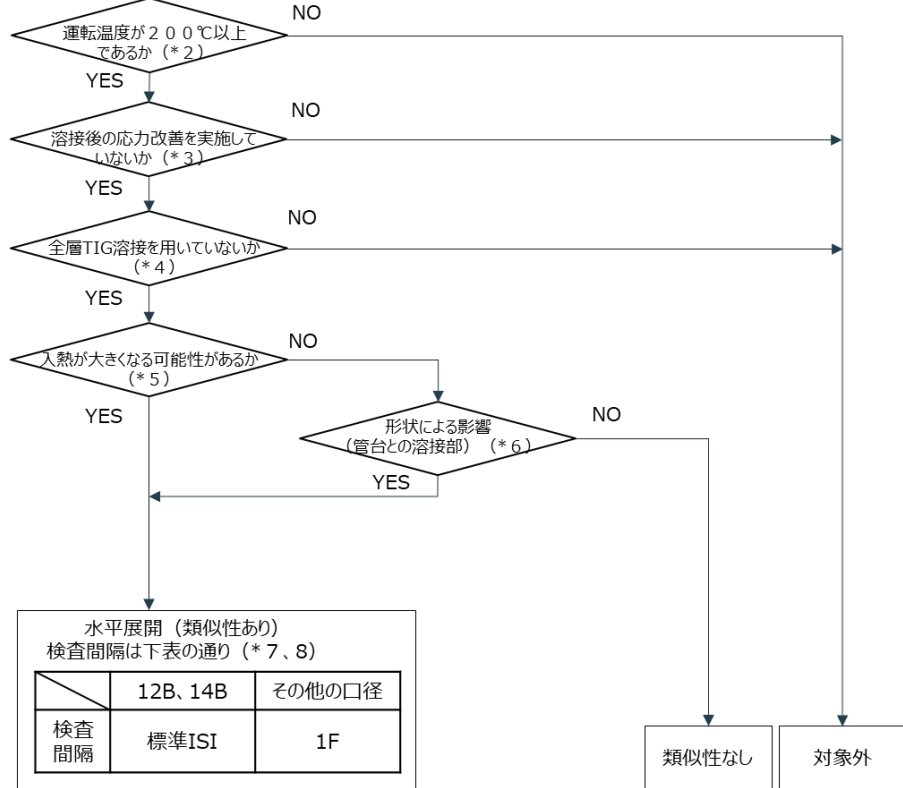 NO
運転温度が２００℃以上
であるか（*２）
YES
NO
溶接後の応力改善を実施して
いないか（*３）
YES
NO
全層TIG溶接を用いていないか
（*４）
YES
NO
入熱が大きくなる可能性があるか
（*５）
YES
NO
形状による影響
（管台との溶接部）（*６）
YES
水平展開（類似性あり）
検査間隔は下表の通り（*７、８）
12B、14B その他の口径
検査
間隔
標準ISI 1F
類似性なし 対象外